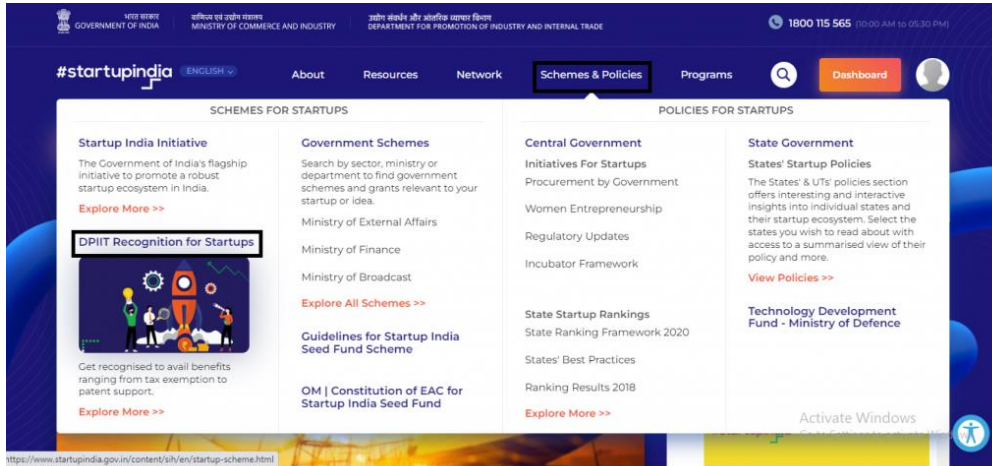 भारत सरकार
GOVERNMENT OF INDIA
वाणिज्य एवं उद्योग मंत्रालय
MINISTRY OF COMMERCE AND INDUSTRY
उद्योग संवर्धन और आंतरिक व्यापार विभाग
DEPARTMENT FOR PROMOTION OF INDUSTRY AND INTERNAL TRADE
1800 115 565 (10:00 AM to 05:30 PM)
#startupindia ENGLISH About Resources Network Schemes & Policies Programs Dashboard
SCHEMES FOR STARTUPS
Startup India Initiative
The Government of India's flagship
initiative to promote a robust
startup ecosystem in India.
Explore More >>
DPIIT Recognition for Startups
Get recognised to avail benefits
ranging from tax exemption to
patent support.
Explore More >>
Government Schemes
Search by sector, ministry or
department to find government
schemes and grants relevant to your
startup or idea.
Ministry of External Affairs
Ministry of Finance
Ministry of Broadcast
Explore All Schemes >>
Guidelines for Startup India
Seed Fund Scheme
OM | Constitution of EAC for
Startup India Seed Fund
POLICIES FOR STARTUPS
Central Government
Initiatives For Startups
Procurement by Government
Women Entrepreneurship
Regulatory Updates
Incubator Framework
State Startup Rankings
State Ranking Framework 2020
States' Best Practices
Ranking Results 2018
Explore More >>
State Government
States' Startup Policies
The States' & UTs' policies section
offers interesting and interactive
insights into individual states and
their startup ecosystem. Select the
states you wish to read about with
access to a summarised view of their
policy and more.
View Policies >>
Technology Development
Fund - Ministry of Defence
Activate Windows
https://www.startupindia.gov.in/content/sih/en/startup-scheme.html